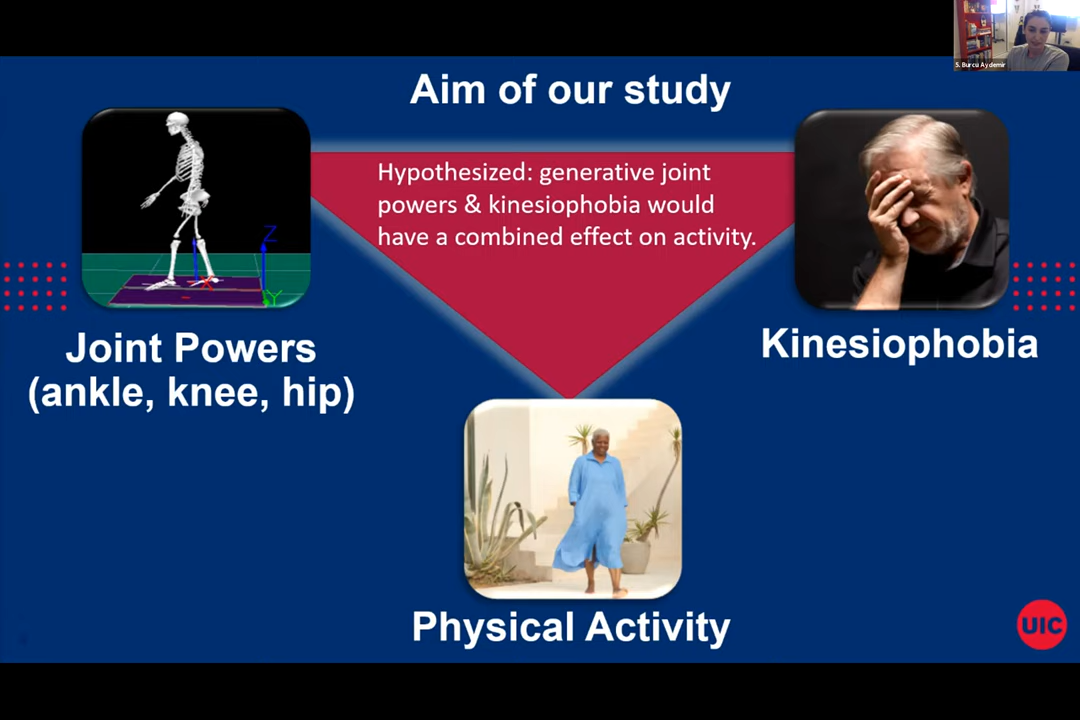 S. Burcu Aydemir
Aim of our study
Hypothesized: generative joint
powers & kinesiophobia would
have a combined effect on activity.
Z
X
Y
Joint Powers
(ankle, knee, hip)
Kinesiophobia
Physical Activity
UIC